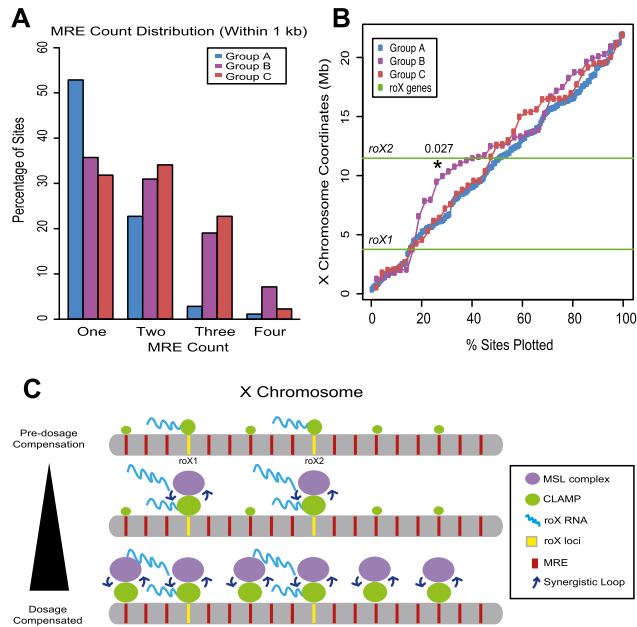 A
MRE Count Distribution (Within 1 kb)
Group A
Group B
Group C
Percentage of Sites
60
50
40
30
20
10
0
One Two Three Four
MRE Count
B
Group A
Group B
Group C
roX genes
X Chromosome Coordinates (Mb)
20
15
10
5
0
roX2
0.027
*
roX1
0 20 40 60 80 100
% Sites Plotted
C
X Chromosome
Pre-dosage
Compensation
Dosage
Compensated
roX1 roX2
MSL complex
CLAMP
roX RNA
roX loci
MRE
Synergistic Loop